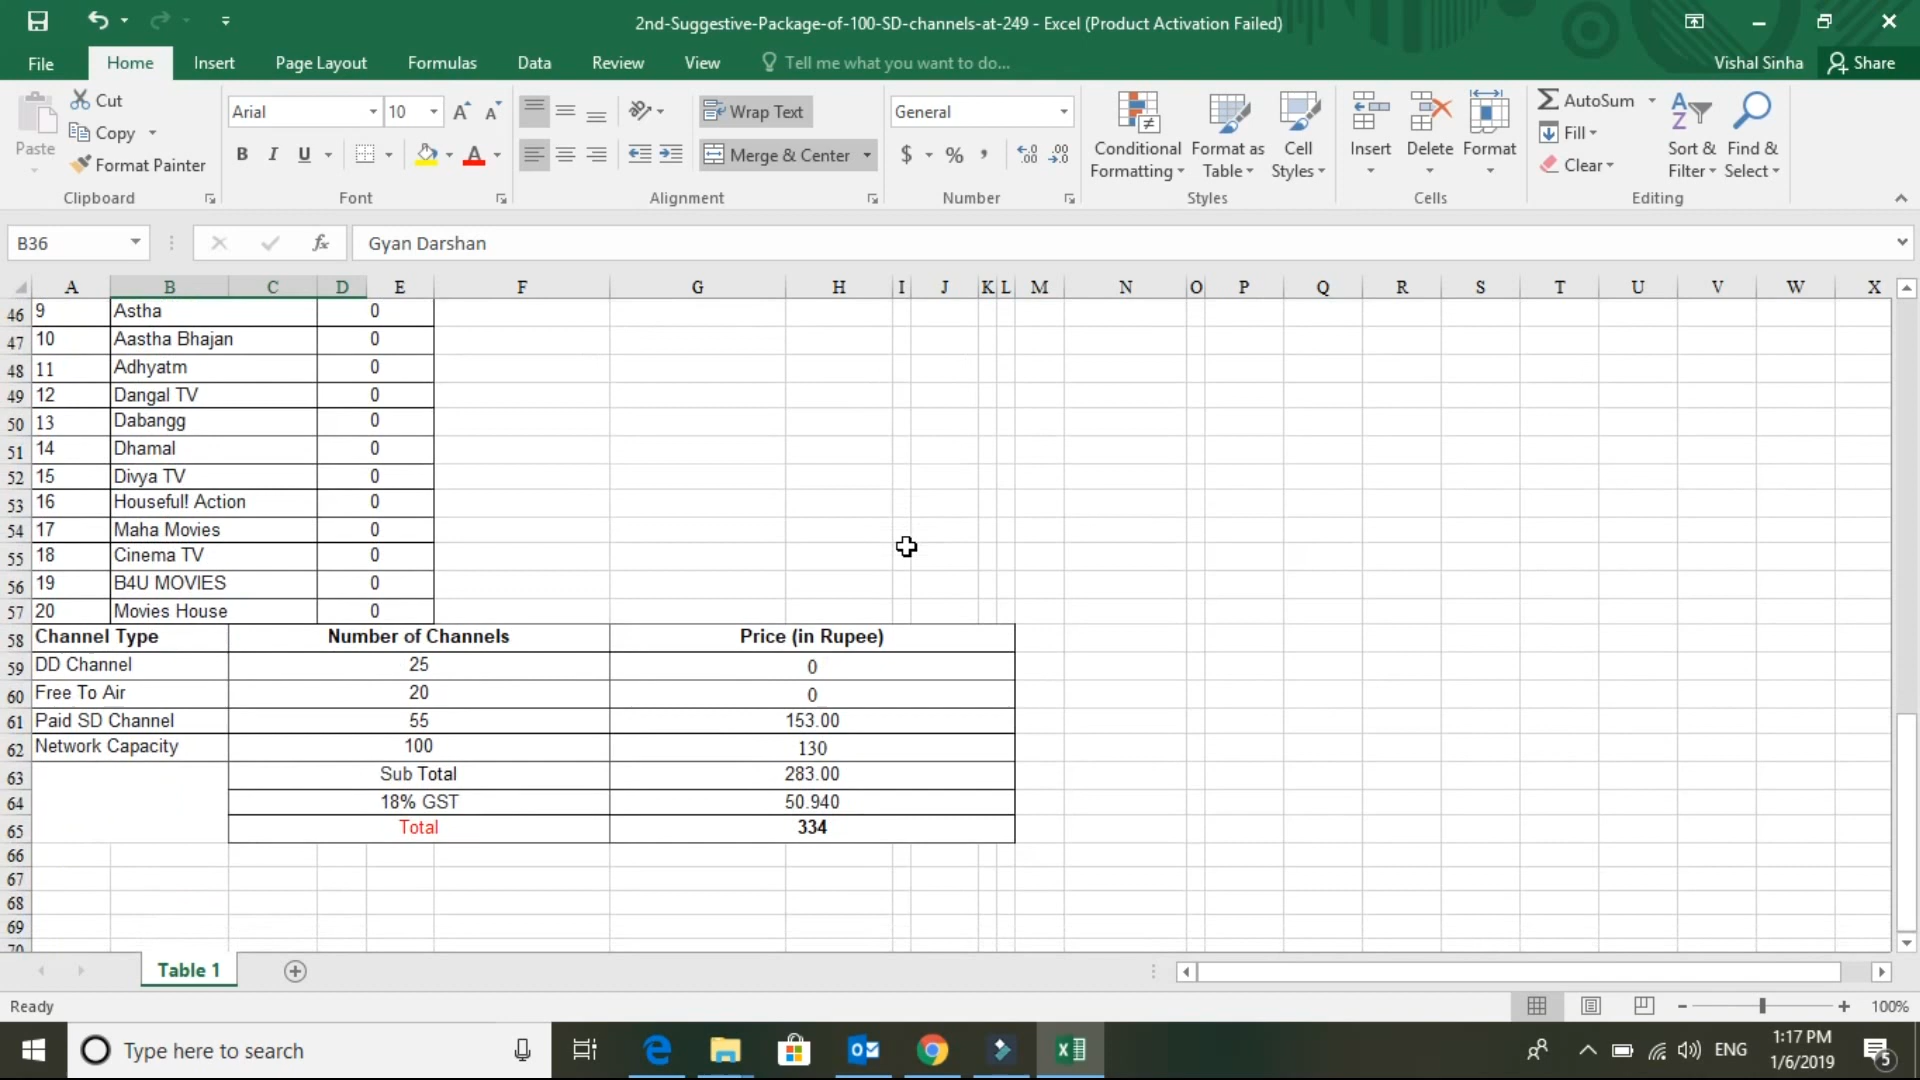 2nd-Suggestive-Package-of-100-SD-channels-at-249 - Excel (Product Activation Failed)
File Home Insert Page Layout Formulas Data Review View Tell me what you want to do... Vishal Sinha Share
Paste
Cut
Copy
Format Painter
Clipboard
Arial 10
B I U
Font
Wrap Text
Merge & Center
Alignment
General
$ % ,
Number
Conditional Formatting
Format as Table
Cell Styles
Styles
Insert Delete Format
Cells
AutoSum
Fill
Clear
Sort & Filter
Find & Select
Editing
B36 fx Gyan Darshan
A B C D E F G H I J K L M N O P Q R S T U V W X
46 9 Astha 0
47 10 Aastha Bhajan 0
48 11 Adhyatm 0
49 12 Dangal TV 0
50 13 Dabangg 0
51 14 Dhamal 0
52 15 Divya TV 0
53 16 Housefull Action 0
54 17 Maha Movies 0
55 18 Cinema TV 0
56 19 B4U MOVIES 0
57 20 Movies House 0
58 Channel Type Number of Channels Price (in Rupee)
59 DD Channel 25 0
60 Free To Air 20 0
61 Paid SD Channel 55 153.00
62 Network Capacity 100 130
63 Sub Total 283.00
64 18% GST 50.940
65 Total 334
66
67
68
69
70
Table 1
Ready 100%
Type here to search ENG 1:17 PM
1/6/2019 5